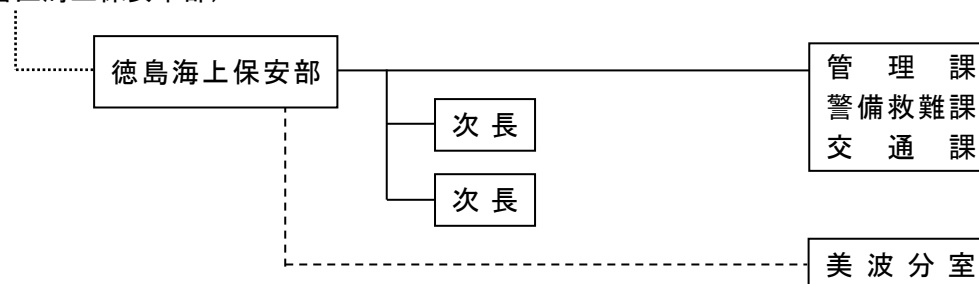 徳島海上保安部
管理課
警備救難課
交通課
次長
次長
美波分室